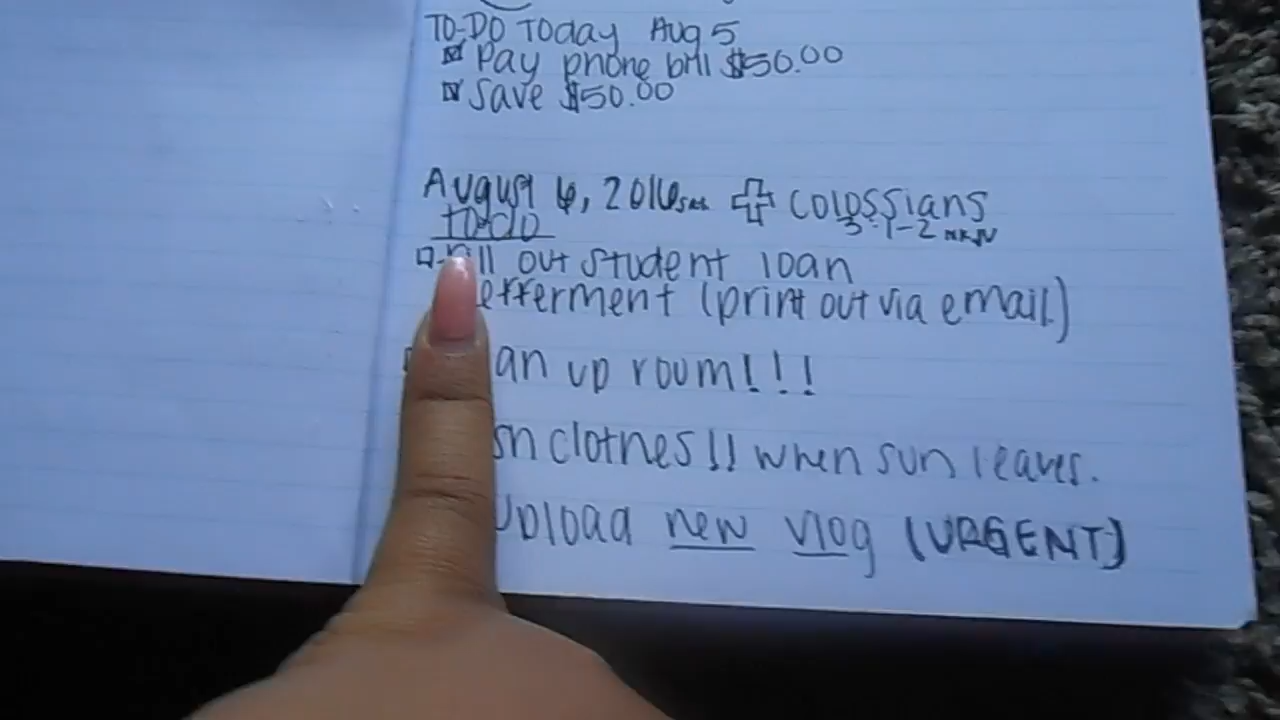 TO-DO Today Aug 5
Pay phone bill $50.00
Save $50.00
August 6, 2016 Sat. Colossians
3:1-2 NKJV
to-do
out student loan
(print out via email)
up room!!!
clothes!! when sun leaves.
Upload new vlog (URGENT)